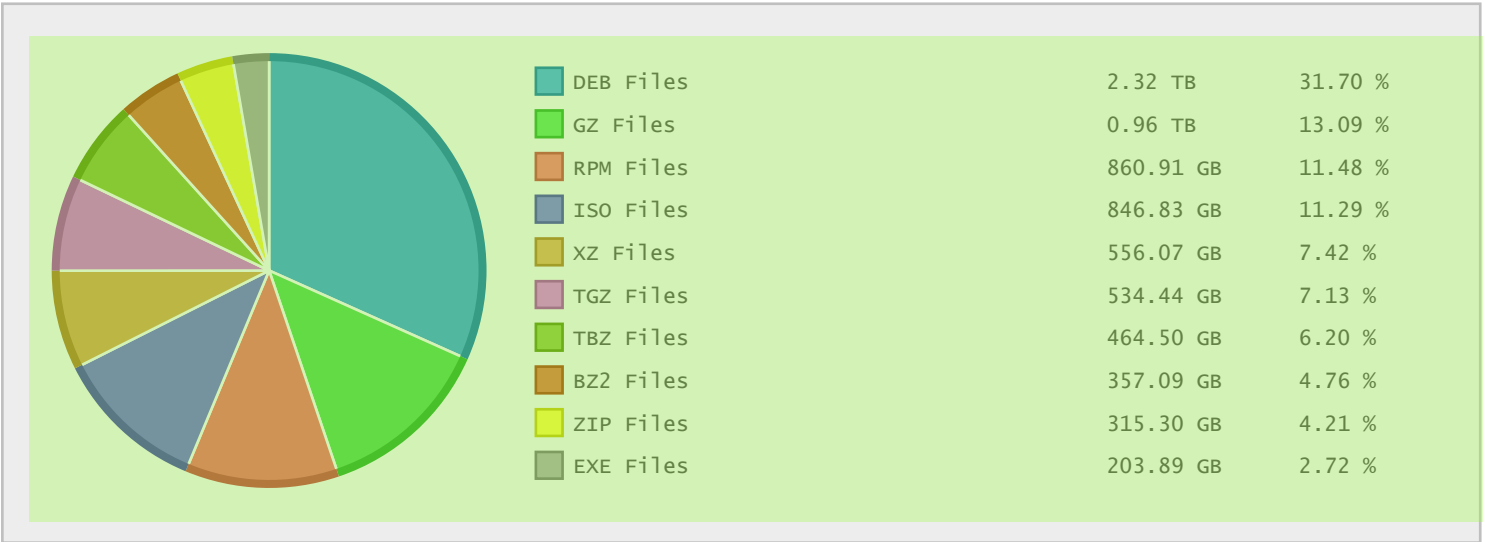 DEB Files 2.32 TB 31.70 %
GZ Files 0.96 TB 13.09 %
RPM Files 860.91 GB 11.48 %
ISO Files 846.83 GB 11.29 %
XZ Files 556.07 GB 7.42 %
TGZ Files 534.44 GB 7.13 %
TBZ Files 464.50 GB 6.20 %
BZ2 Files 357.09 GB 4.76 %
ZIP Files 315.30 GB 4.21 %
EXE Files 203.89 GB 2.72 %